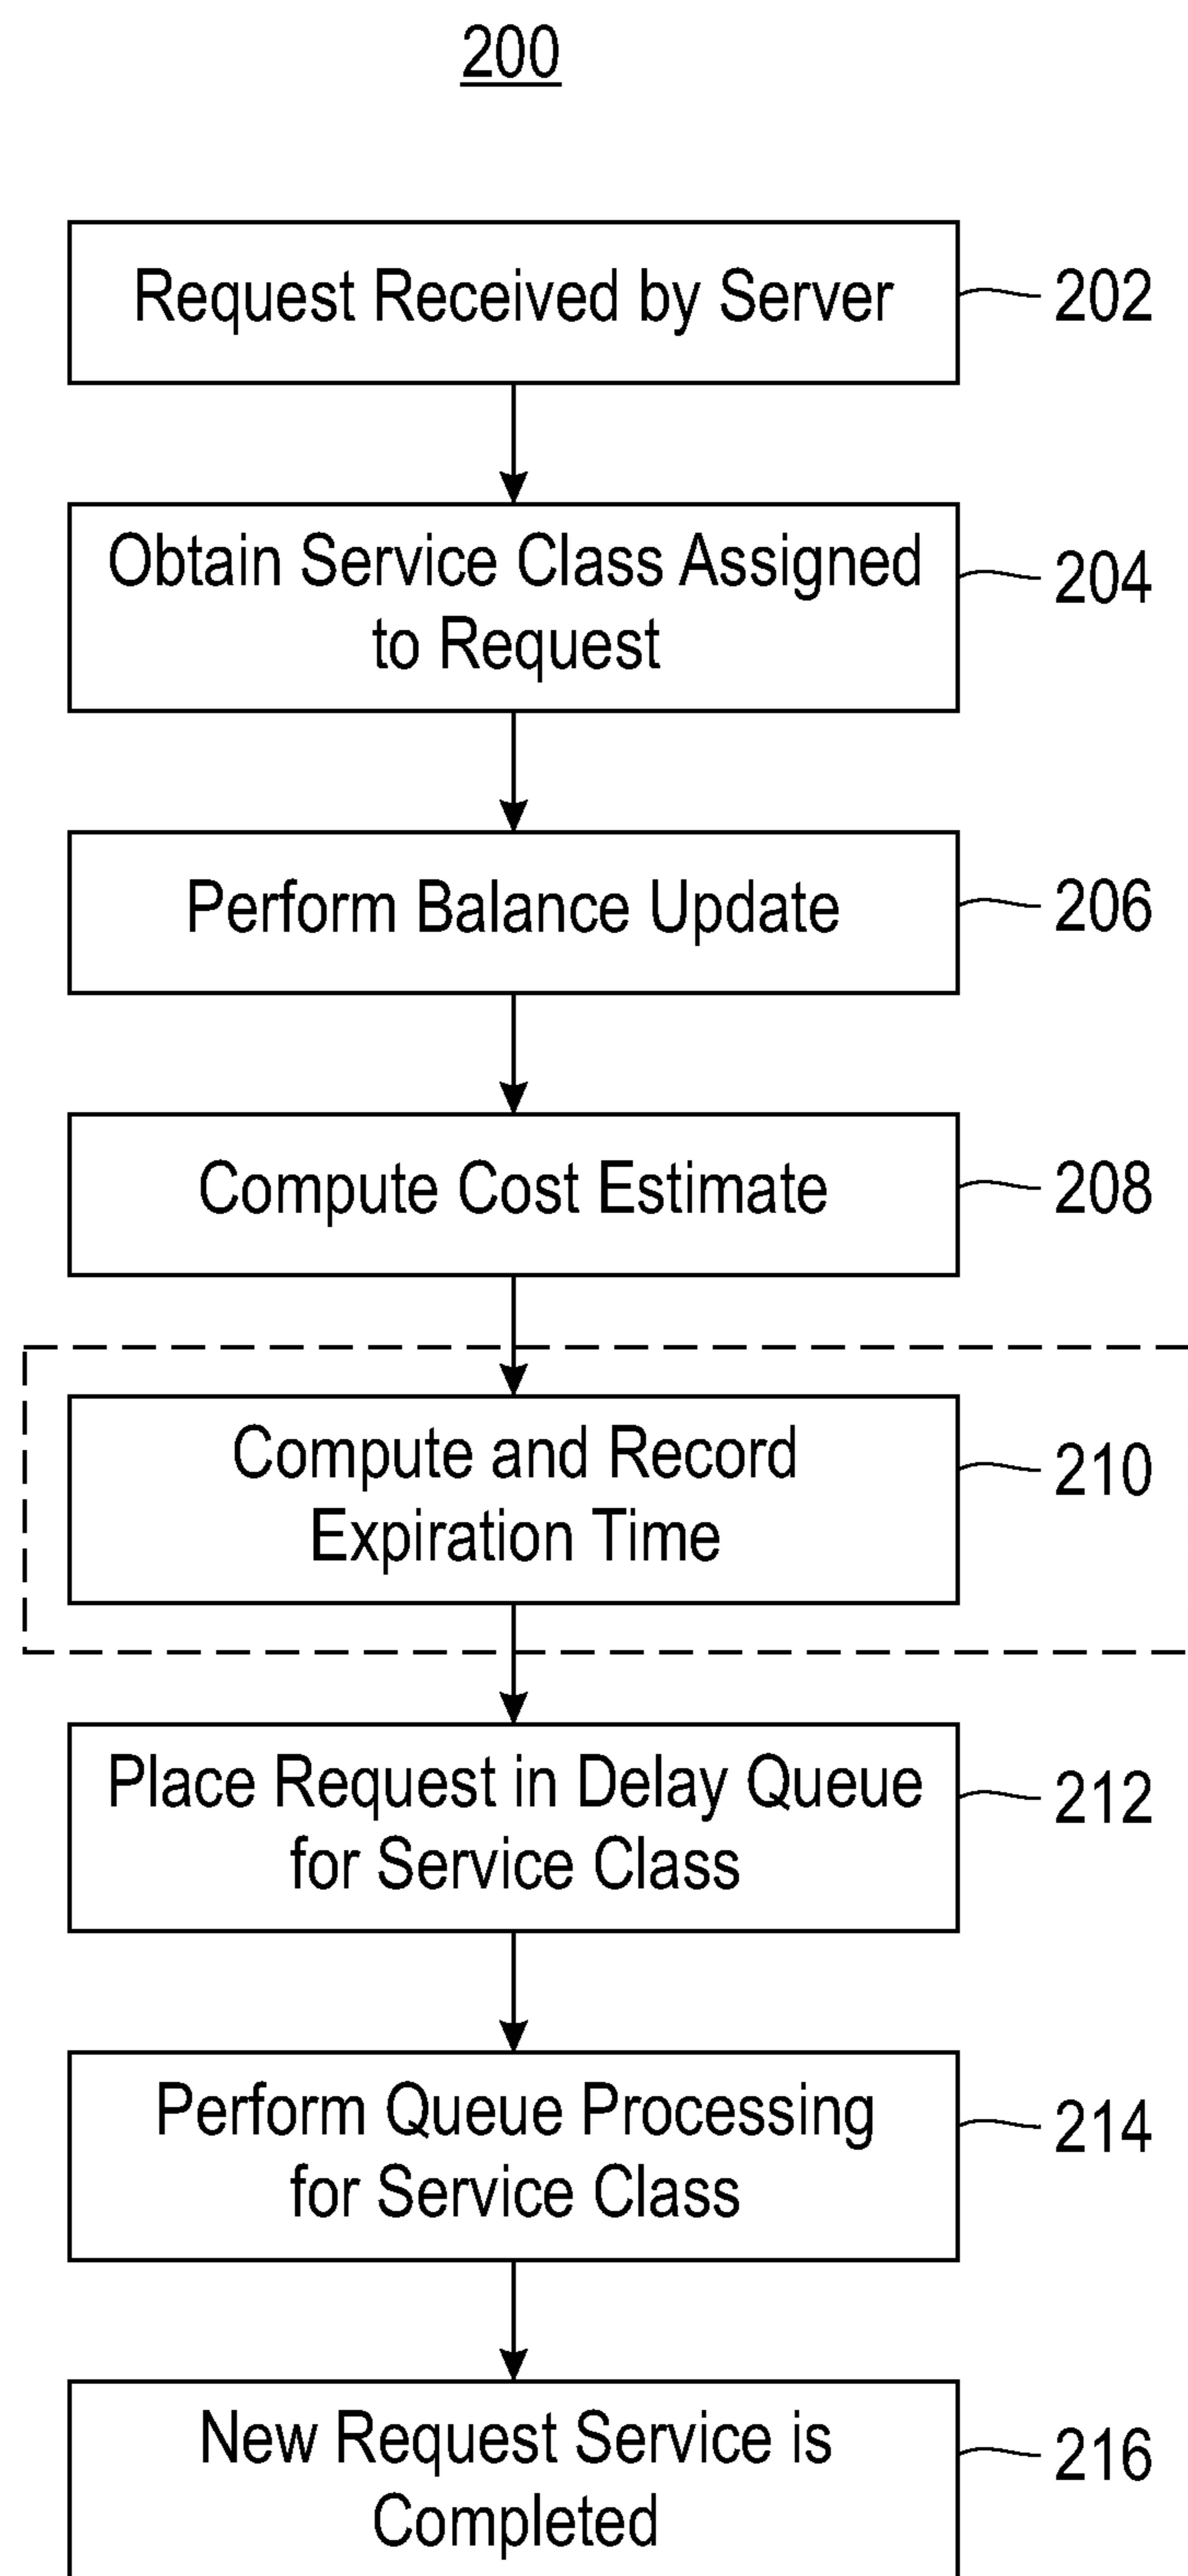 200
Request Received by Server
202
Obtain Service Class Assigned
to Request
204
Perform Balance Update
206
Compute Cost Estimate
208
Compute and Record
Expiration Time
210
Place Request in Delay Queue
for Service Class
212
Perform Queue Processing
for Service Class
214
New Request Service is
Completed
216